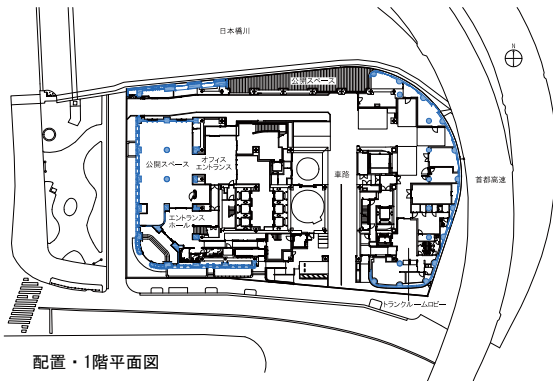 日本橋川
N
公開スペース
公開スペース
オフィス
エントランス
車路
首都高速
エントランス
ホール
トランクルームロビー
配置・1階平面図